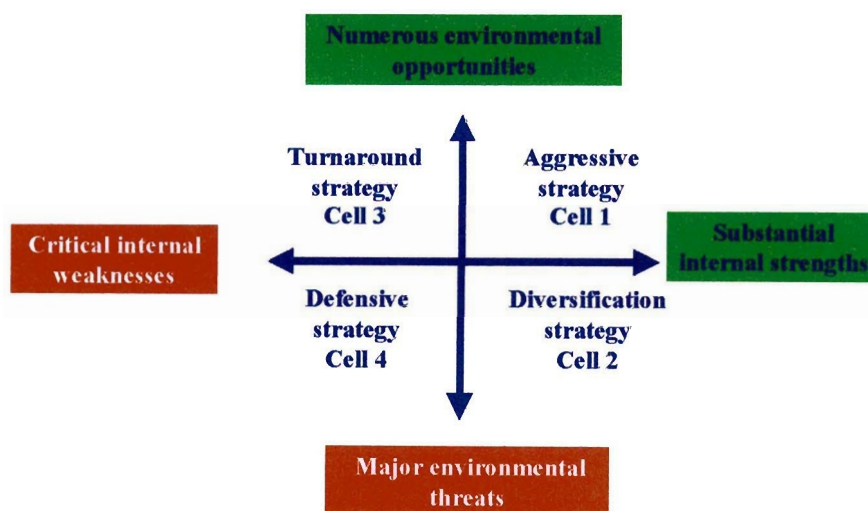 Numerous environmental
opportunities
Turnaround
strategy
Cell 3
Aggressive
strategy
Cell 1
Critical internal
weaknesses
Substantial
internal strengths
Defensive
strategy
Cell 4
Diversification
strategy
Cell 2
Major environmental
threats